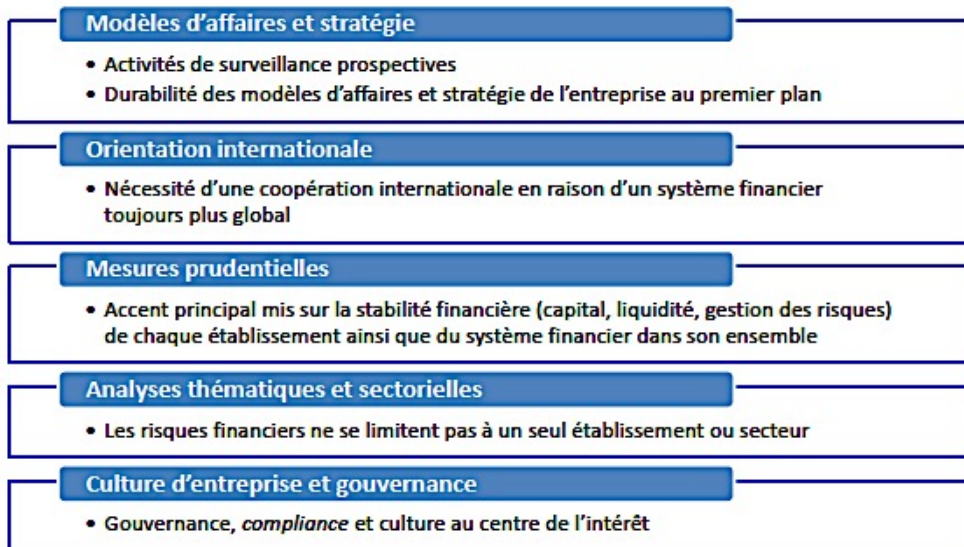 Modèles d'affaires et stratégie
• Activités de surveillance prospectives
• Durabilité des modèles d'affaires et stratégie de l'entreprise au premier plan
Orientation internationale
• Nécessité d'une coopération internationale en raison d'un système financier
toujours plus global
Mesures prudentielles
• Accent principal mis sur la stabilité financière (capital, liquidité, gestion des risques)
de chaque établissement ainsi que du système financier dans son ensemble
Analyses thématiques et sectorielles
• Les risques financiers ne se limitent pas à un seul établissement ou secteur
Culture d'entreprise et gouvernance
• Gouvernance, compliance et culture au centre de l'intérêt